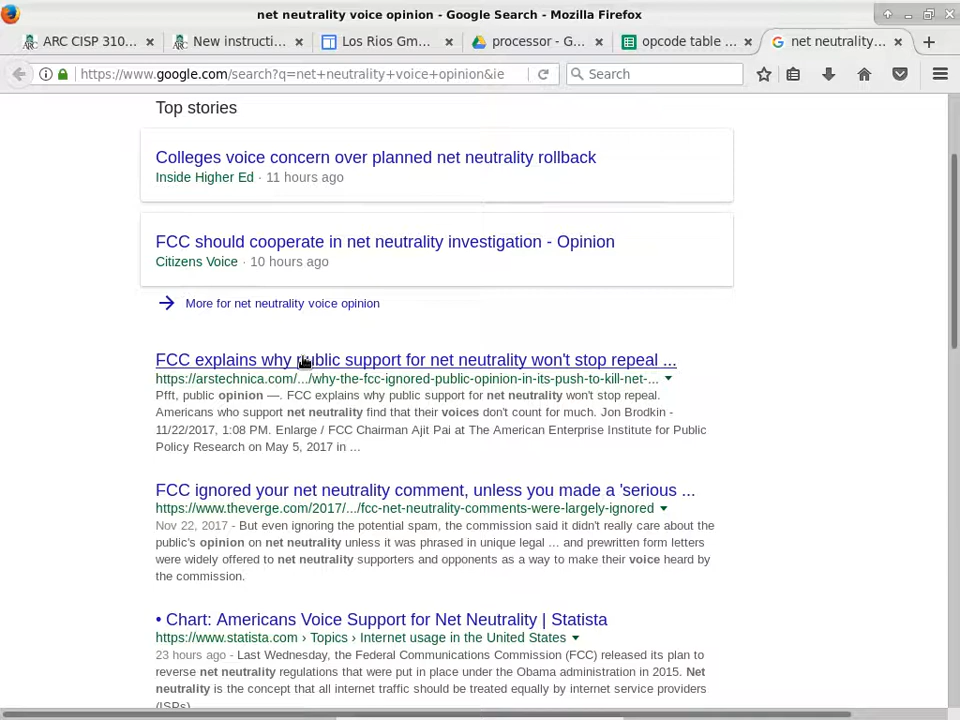 net neutrality voice opinion - Google Search - Mozilla Firefox
ARC CISP 310...
New instructi...
Los Rios Gm...
processor - G...
opcode table ...
net neutrality...
https://www.google.com/search?q=net+neutrality+voice+opinion&ie
Search
Top stories
Colleges voice concern over planned net neutrality rollback
Inside Higher Ed · 11 hours ago
FCC should cooperate in net neutrality investigation - Opinion
Citizens Voice · 10 hours ago
More for net neutrality voice opinion
FCC explains why public support for net neutrality won't stop repeal ...
https://arstechnica.com/.../why-the-fcc-ignored-public-opinion-in-its-push-to-kill-net-...
Pfft, public opinion —. FCC explains why public support for net neutrality won't stop repeal.
Americans who support net neutrality find that their voices don't count for much. Jon Brodkin -
11/22/2017, 1:08 PM. Enlarge / FCC Chairman Ajit Pai at The American Enterprise Institute for Public
Policy Research on May 5, 2017 in ...
FCC ignored your net neutrality comment, unless you made a 'serious ...
https://www.theverge.com/2017/.../fcc-net-neutrality-comments-were-largely-ignored
Nov 22, 2017 - But even ignoring the potential spam, the commission said it didn't really care about the
public's opinion on net neutrality unless it was phrased in unique legal ... and prewritten form letters
were widely offered to net neutrality supporters and opponents as a way to make their voice heard by
the commission.
• Chart: Americans Voice Support for Net Neutrality | Statista
https://www.statista.com › Topics › Internet usage in the United States
23 hours ago - Last Wednesday, the Federal Communications Commission (FCC) released its plan to
reverse net neutrality regulations that were put in place under the Obama administration in 2015. Net
neutrality is the concept that all internet traffic should be treated equally by internet service providers
(ISPs)